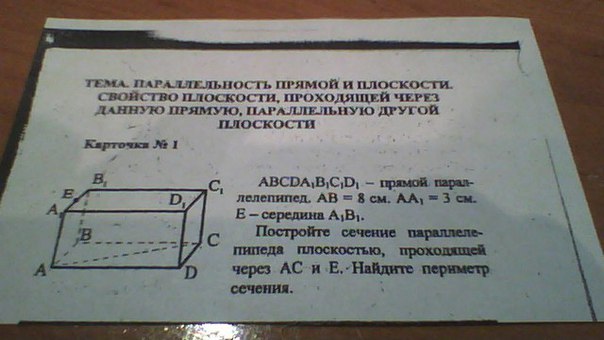 ТЕМА. ПАРАЛЛЕЛЬНОСТЬ ПРЯМОЙ И ПЛОСКОСТИ.
СВОЙСТВО ПЛОСКОСТИ, ПРОХОДЯЩЕЙ ЧЕРЕЗ
ДАННУЮ ПРЯМУЮ, ПАРАЛЛЕЛЬНУЮ ДРУГОЙ
ПЛОСКОСТИ
Карточка № 1
B₁
C₁
E
D₁
A₁
B
C
A
D
ABCDA₁B₁C₁D₁ – прямой парал-
лелепипед. AB = 8 см. AA₁ = 3 см.
E – середина A₁B₁.
Постройте сечение параллеле-
пипеда плоскостью, проходящей
через AC и E. Найдите периметр
сечения.